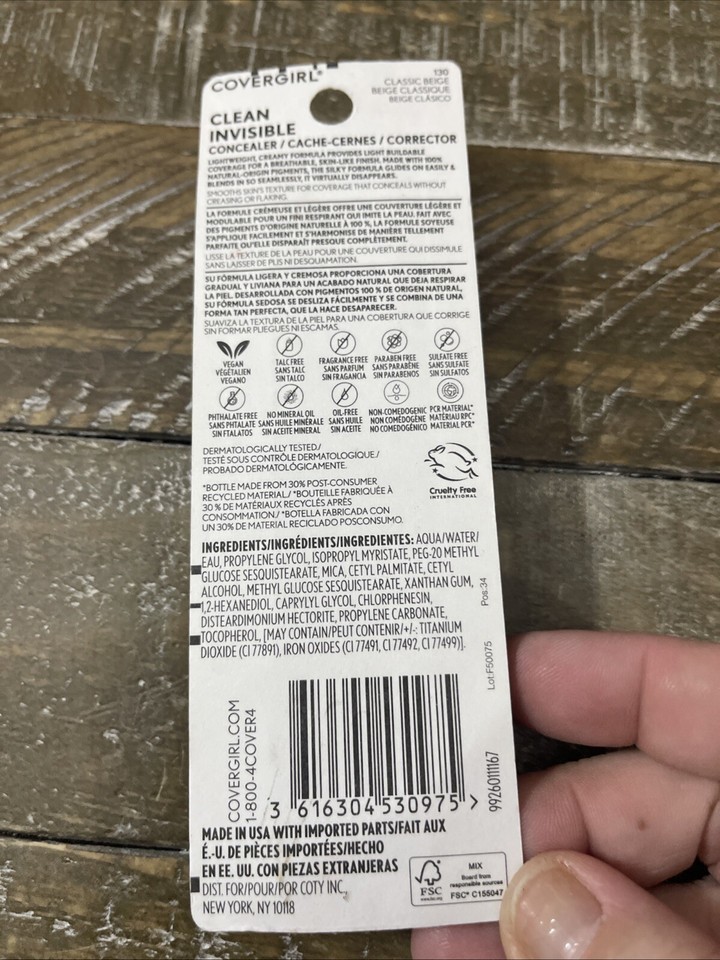 COVERGIRL®
130
CLASSIC BEIGE
BEIGE CLASSIQUE
BEIGE CLÁSICO
CLEAN
INVISIBLE
CONCEALER / CACHE-CERNES / CORRECTOR
LIGHTWEIGHT, CREAMY FORMULA PROVIDES LIGHT BUILDABLE
COVERAGE FOR A BREATHABLE, SKIN-LIKE FINISH. MADE WITH 100%
NATURAL-ORIGIN PIGMENTS, THE SILKY FORMULA GLIDES ON EASILY &
BLENDS IN SO SEAMLESSLY, IT VIRTUALLY DISAPPEARS.
SMOOTHS SKIN'S TEXTURE FOR COVERAGE THAT CONCEALS WITHOUT
CREASING OR FLAKING.
LA FORMULE CRÉMEUSE ET LÉGÈRE OFFRE UNE COUVERTURE LÉGÈRE ET
MODULABLE POUR UN FINI RESPIRANT QUI IMITE LA PEAU. FAIT AVEC
DES PIGMENTS D'ORIGINE NATURELLE À 100 %, LA FORMULE SOYEUSE
S'APPLIQUE FACILEMENT ET S'HARMONISE DE MANIÈRE TELLEMENT
PARFAITE QU'ELLE DISPARAÎT PRESQUE COMPLÈTEMENT.
LISSE LA TEXTURE DE LA PEAU POUR UNE COUVERTURE QUI DISSIMULE
SANS LAISSER DE PLIS NI DESQUAMATION.
SU FÓRMULA LIGERA Y CREMOSA PROPORCIONA UNA COBERTURA
GRADUAL Y LIVIANA PARA UN ACABADO NATURAL QUE DEJA RESPIRAR
LA PIEL. DESARROLLADA CON PIGMENTOS 100 % DE ORIGEN NATURAL,
SU FÓRMULA SEDOSA SE DESLIZA FÁCILMENTE Y SE COMBINA DE UNA
FORMA TAN PERFECTA, QUE LA HACE DESAPARECER.
SUAVIZA LA TEXTURA DE LA PIEL PARA UNA COBERTURA QUE CORRIGE
SIN FORMAR PLIEGUES NI ESCAMAS.
VEGAN
VÉGÉTALIEN
VEGANO
TALC FREE
SANS TALC
SIN TALCO
FRAGRANCE FREE
SANS PARFUM
SIN FRAGANCIA
PARABEN FREE
SANS PARABÈNE
SIN PARABENOS
SULFATE FREE
SANS SULFATE
SIN SULFATOS
PHTHALATE FREE
SANS PHTALATE
SIN FTALATOS
NO MINERAL OIL
SANS HUILE MINÉRALE
SIN ACEITE MINERAL
OIL-FREE
SANS HUILE
SIN ACEITE
NON-COMEDOGENIC
NON COMÉDOGÈNE
NO COMEDOGÉNICO
PCR MATERIAL*
MATÉRIAU RPC*
MATERIAL PCR*
DERMATOLOGICALLY TESTED/
TESTÉ SOUS CONTRÔLE DERMATOLOGIQUE/
PROBADO DERMATOLÓGICAMENTE.
*BOTTLE MADE FROM 30% POST-CONSUMER
RECYCLED MATERIAL/ *BOUTEILLE FABRIQUÉE À
30 % DE MATÉRIAUX RECYCLÉS APRÈS
CONSOMMATION./ *BOTELLA FABRICADA CON
UN 30% DE MATERIAL RECICLADO POSCONSUMO.
Cruelty Free
INTERNATIONAL
INGREDIENTS/INGRÉDIENTS/INGREDIENTES: AQUA/WATER/
EAU, PROPYLENE GLYCOL, ISOPROPYL MYRISTATE, PEG-20 METHYL
GLUCOSE SESQUISTEARATE, MICA, CETYL PALMITATE, CETYL
ALCOHOL, METHYL GLUCOSE SESQUISTEARATE, XANTHAN GUM,
1,2-HEXANEDIOL, CAPRYLYL GLYCOL, CHLORPHENESIN,
DISTEARDIMONIUM HECTORITE, PROPYLENE CARBONATE,
TOCOPHEROL, [MAY CONTAIN/PEUT CONTENIR/+/-: TITANIUM
DIOXIDE (CI 77891), IRON OXIDES (CI 77491, CI 77492, CI 77499)].
Pos:34
Lot:F50075
COVERGIRL.COM
1-800-4COVER4
3 616304 530975 >
99260111167
MADE IN USA WITH IMPORTED PARTS/FAIT AUX
É.-U. DE PIÈCES IMPORTÉES/HECHO
EN EE. UU. CON PIEZAS EXTRANJERAS
DIST. FOR/POUR/POR COTY INC.,
NEW YORK, NY 10118
FSC
www.fsc.org
MIX
Board from
responsible sources
FSC® C155047